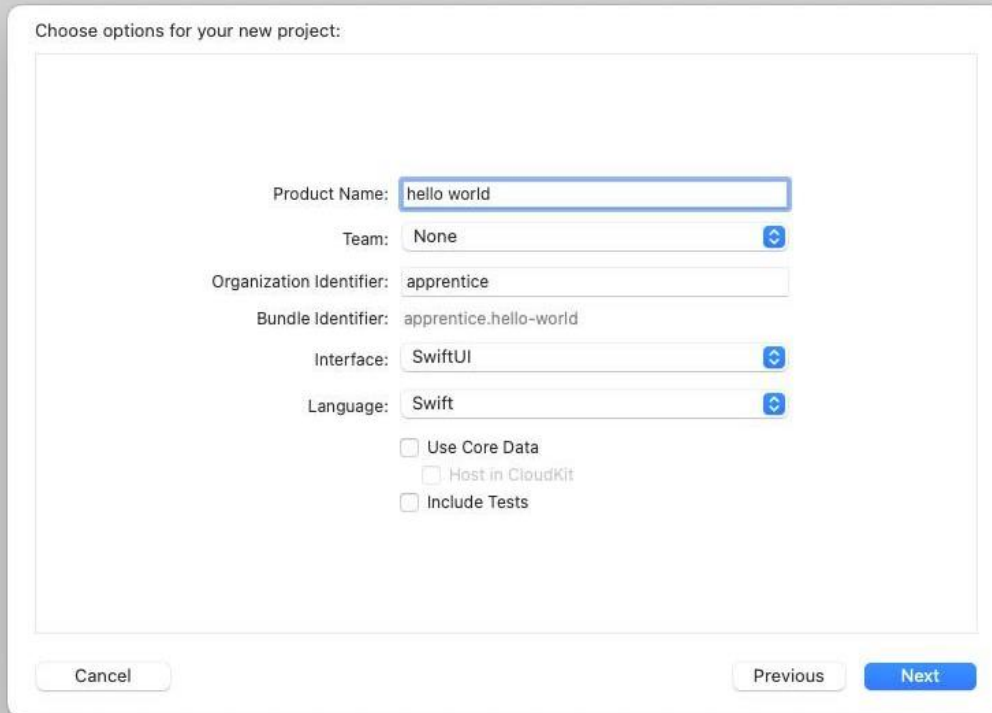 Choose options for your new project:
Product Name: hello world
Team: None
Organization Identifier: apprentice
Bundle Identifier: apprentice.hello-world
Interface: SwiftUI
Language: Swift
Use Core Data
Host in CloudKit
Include Tests
Cancel Previous Next